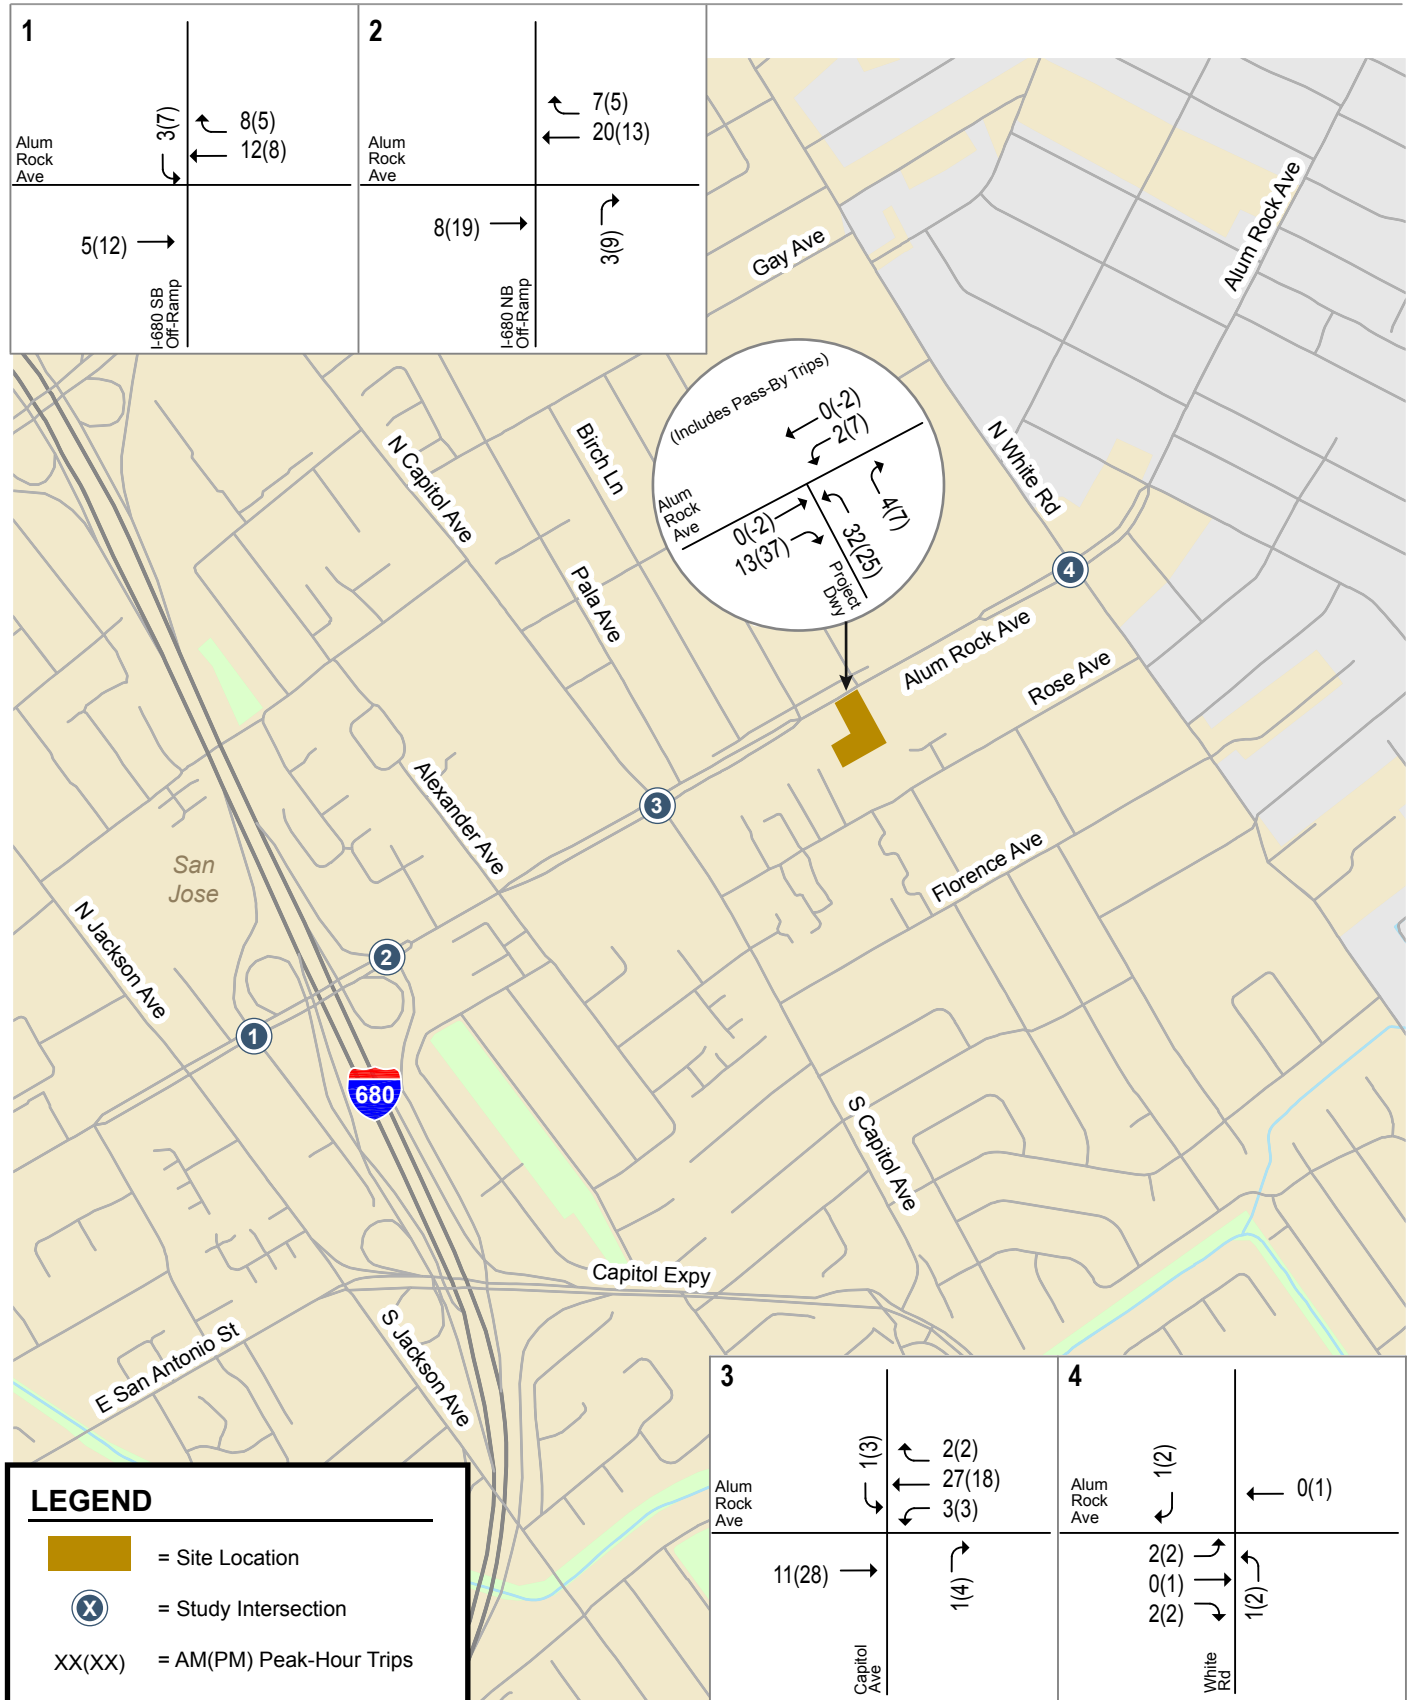 1
Alum
Rock
Ave
3(7)
8(5)
12(8)
5(12)
I-680 SB
Off-Ramp
2
Alum
Rock
Ave
7(5)
20(13)
8(19)
3(9)
I-680 NB
Off-Ramp
Gay Ave
Alum Rock Ave
(Includes Pass-By Trips)
0(-2)
2(7)
Alum
Rock
Ave
0(-2)
13(37)
4(7)
32(25)
Project
Dwy
N Capitol Ave
Birch Ln
N White Rd
Pala Ave
4
Alum Rock Ave
Rose Ave
Alexander Ave
3
Florence Ave
San
Jose
N Jackson Ave
2
1
680
S Capitol Ave
Capitol Expy
E San Antonio St
S Jackson Ave
3
Alum
Rock
Ave
1(3)
2(2)
27(18)
3(3)
11(28)
1(4)
Capitol
Ave
4
Alum
Rock
Ave
1(2)
0(1)
2(2)
0(1)
2(2)
1(2)
White
Rd
LEGEND
= Site Location
X
= Study Intersection
XX(XX)
= AM(PM) Peak-Hour Trips